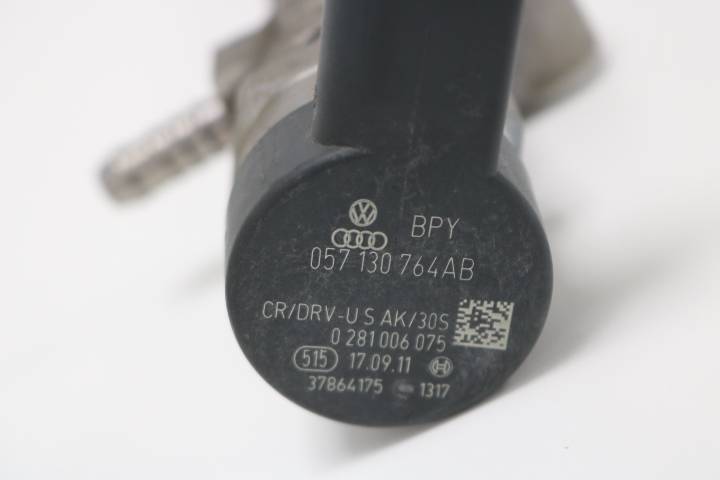 BPY
057 130 764AB
CR/DRV-U S AK/30S
0 281 006 075
515 17.09.11
37864175 1317